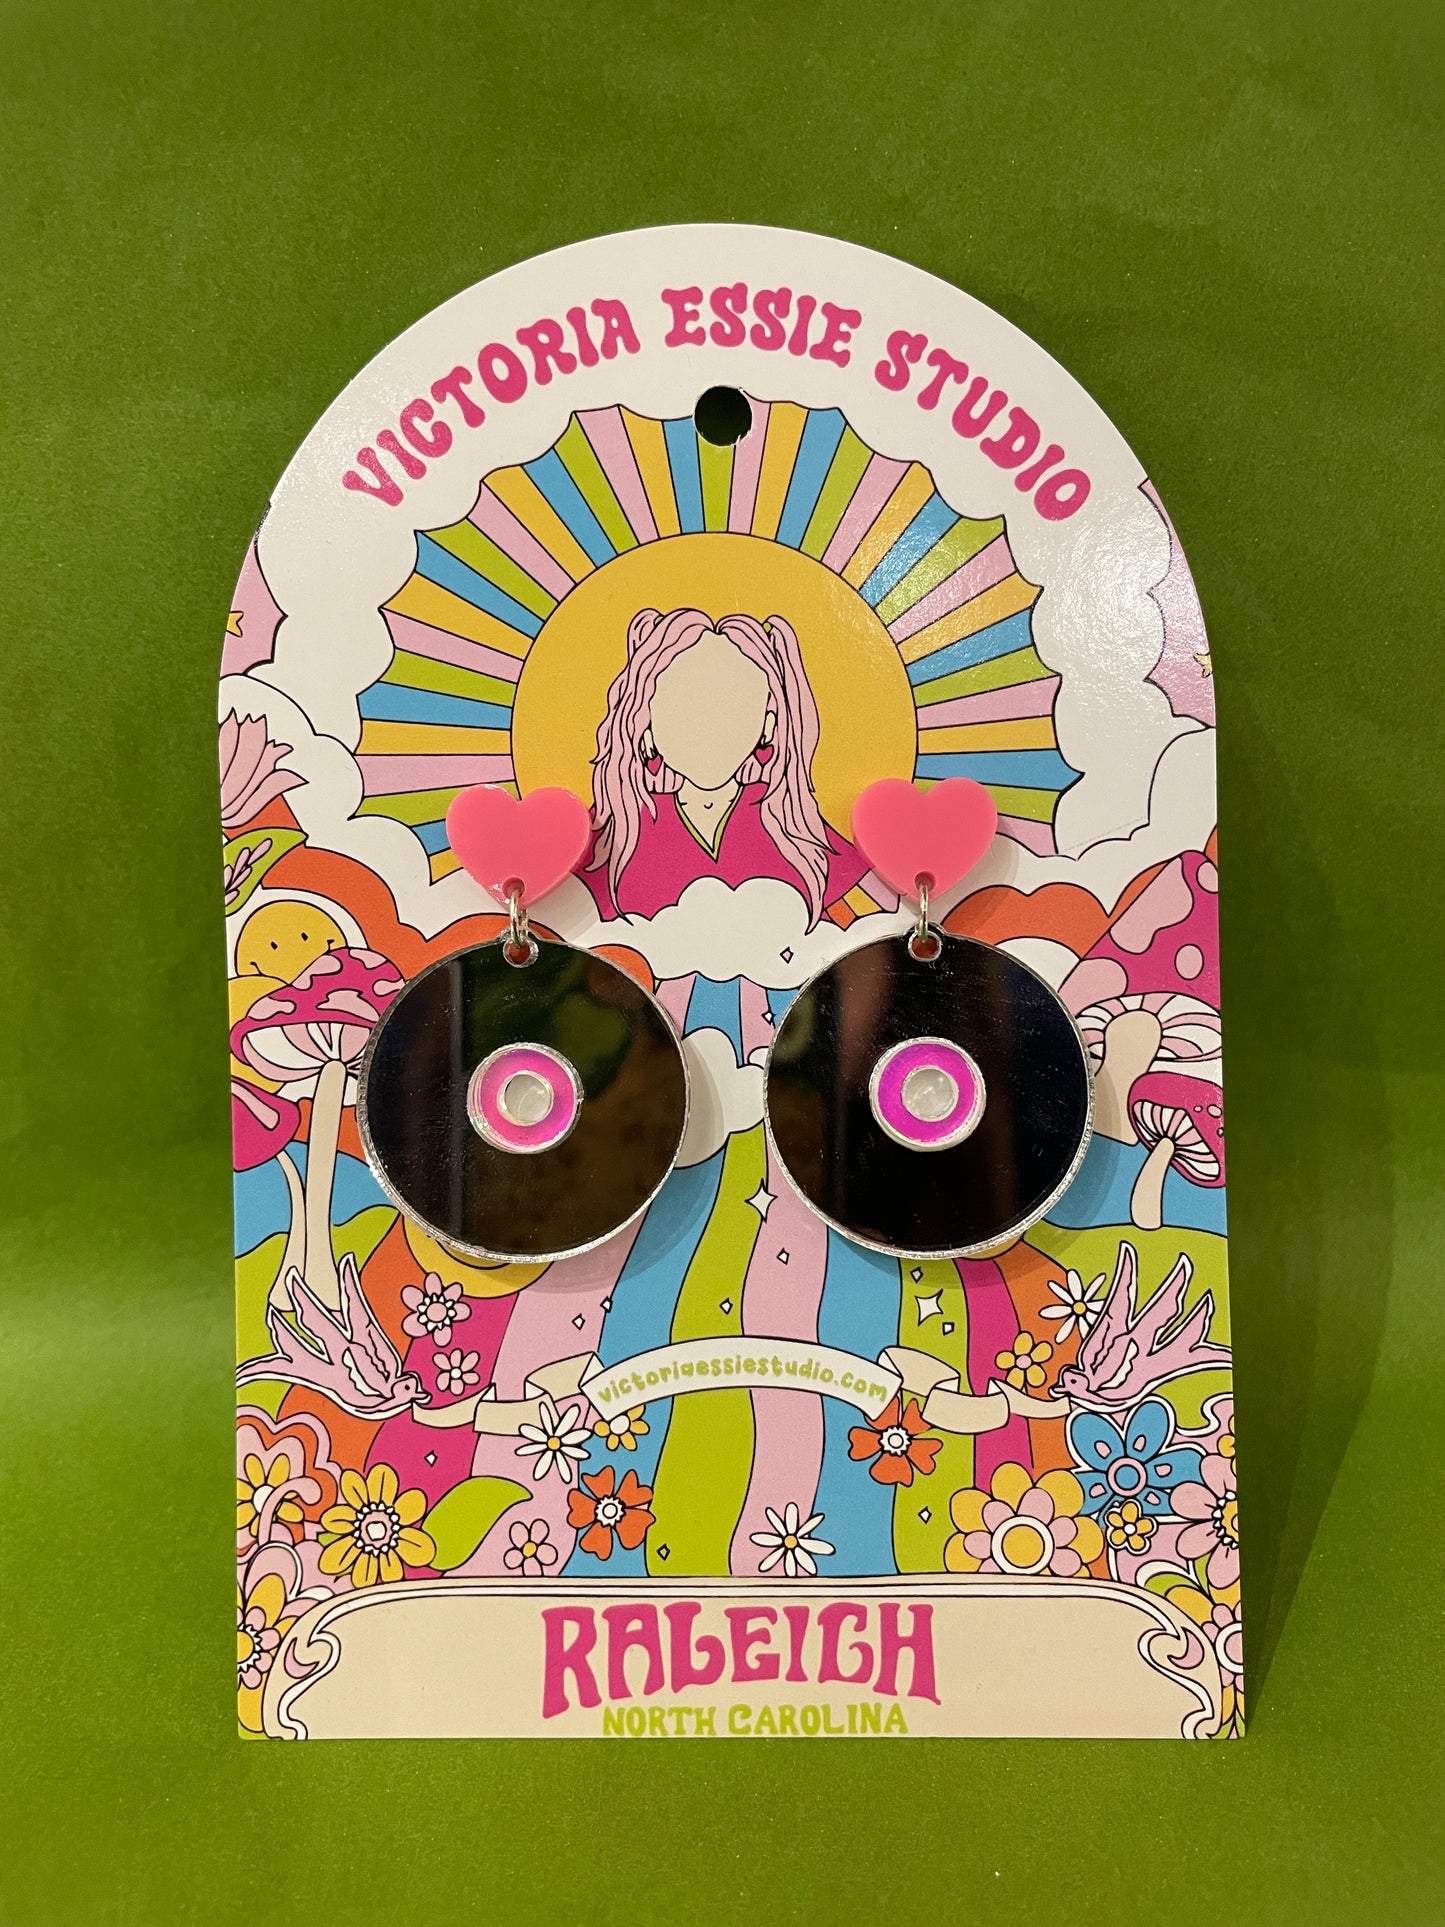 VICTORIA ESSIE STUDIO
victoriaessiestudio.com
RALEIGH
NORTH CAROLINA